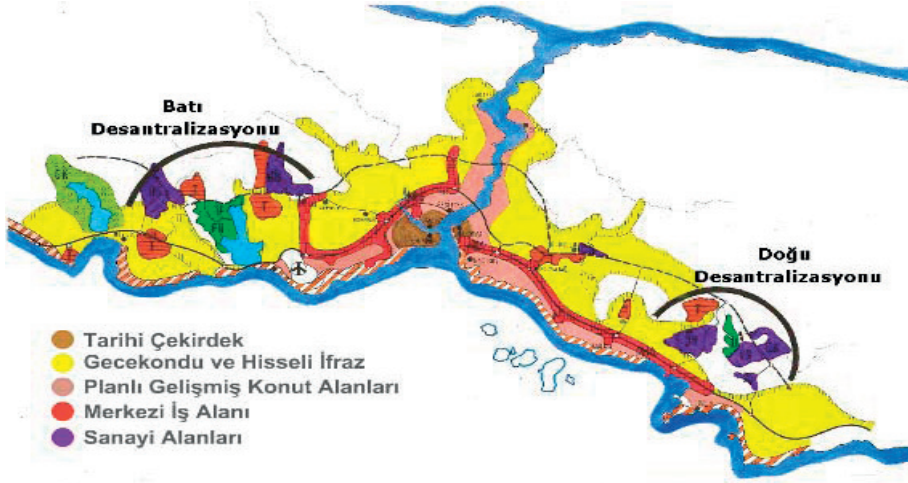 Batı
Desantralizasyonu
Doğu
Desantralizasyonu
Tarihi Çekirdek
Gecekondu ve Hisseli İfraz
Planlı Gelişmiş Konut Alanları
Merkezi İş Alanı
Sanayi Alanları